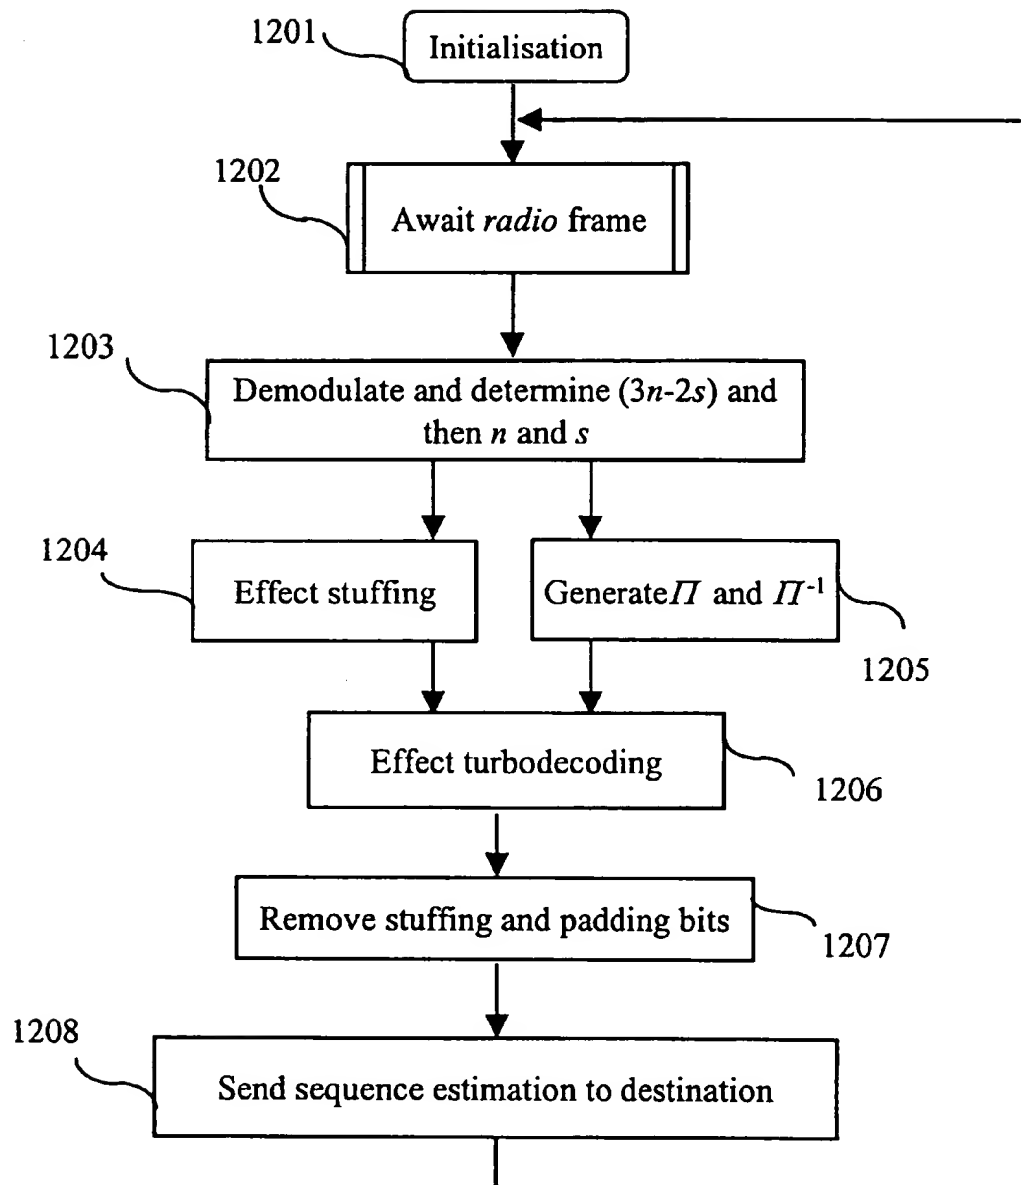 1201
Initialisation
1202
Await radio frame
1203
Demodulate and determine (3n-2s) and
then n and s
1204
Effect stuffing
Generate Π and Π⁻¹
1205
Effect turbodecoding
1206
Remove stuffing and padding bits
1207
1208
Send sequence estimation to destination